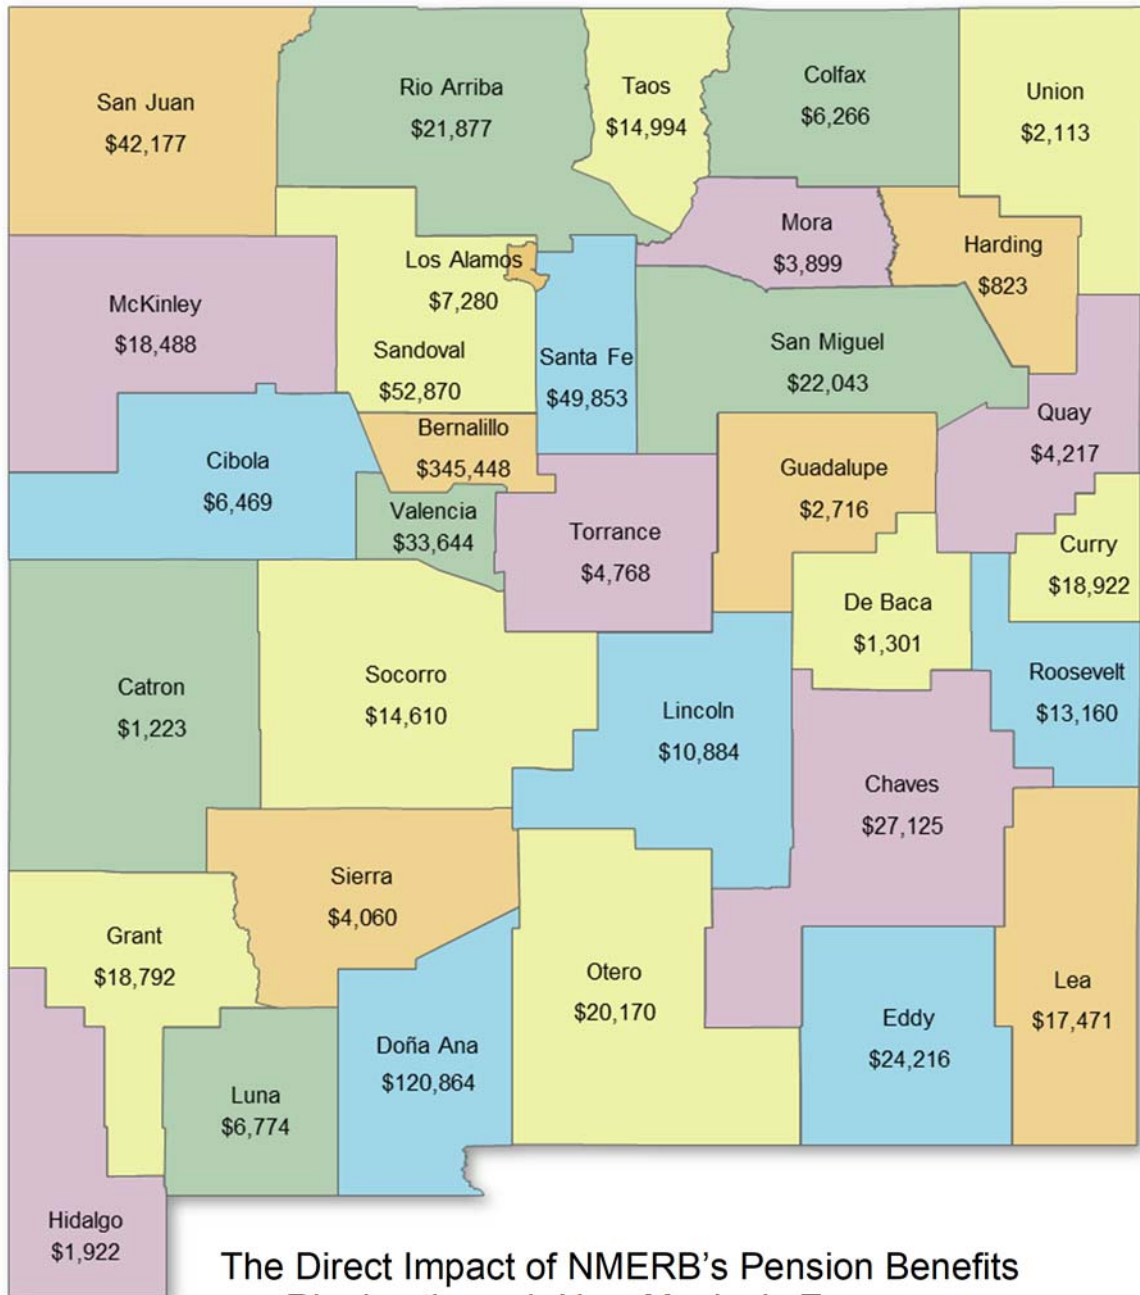 San Juan
$42,177
Rio Arriba
$21,877
Taos
$14,994
Colfax
$6,266
Union
$2,113
Mora
$3,899
Harding
$823
Los Alamos
$7,280
McKinley
$18,488
Sandoval
$52,870
Santa Fe
$49,853
San Miguel
$22,043
Quay
$4,217
Bernalillo
$345,448
Cibola
$6,469
Guadalupe
$2,716
Valencia
$33,644
Torrance
$4,768
Curry
$18,922
De Baca
$1,301
Catron
$1,223
Socorro
$14,610
Lincoln
$10,884
Roosevelt
$13,160
Chaves
$27,125
Sierra
$4,060
Grant
$18,792
Otero
$20,170
Lea
$17,471
Eddy
$24,216
Doña Ana
$120,864
Luna
$6,774
Hidalgo
$1,922
The Direct Impact of NMERB’s Pension Benefits